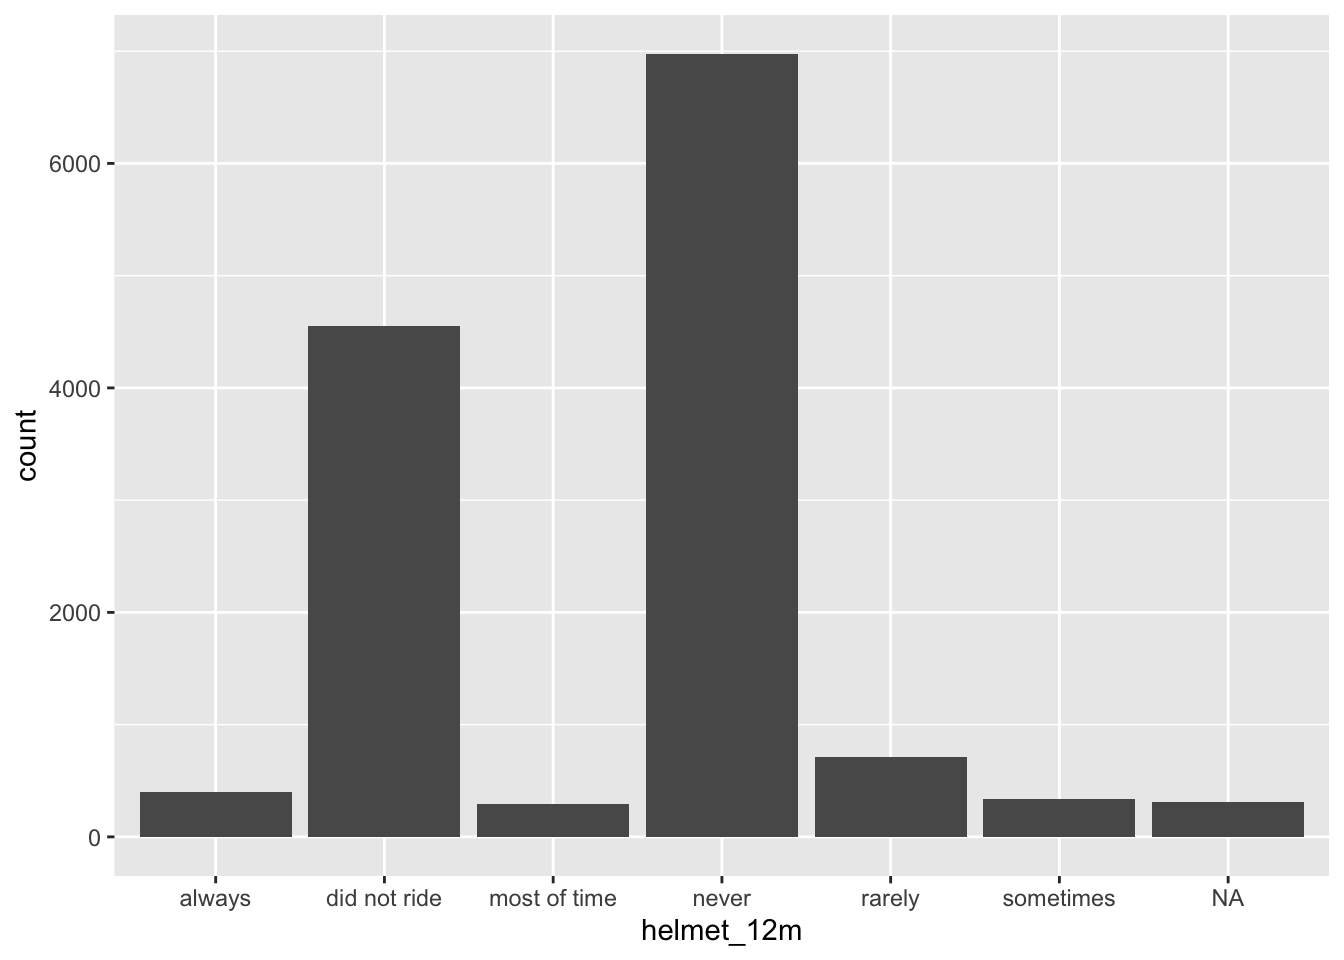 6000
4000
2000
0
count
always did not ride most of time never rarely sometimes NA
helmet_12m